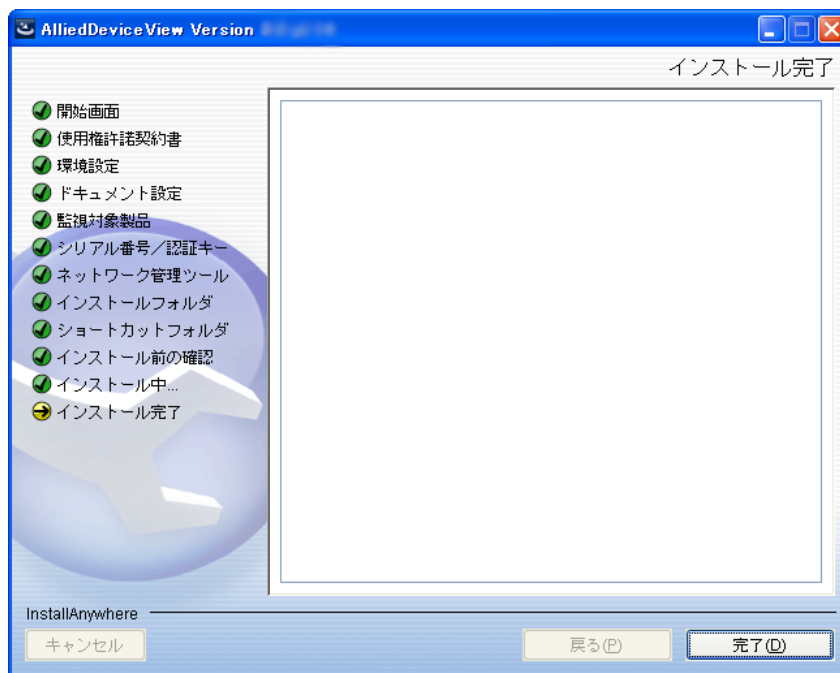 AlliedDeviceView Version
インストール完了
開始画面
使用権許諾契約書
環境設定
ドキュメント設定
監視対象製品
シリアル番号／認証キー
ネットワーク管理ツール
インストールフォルダ
ショートカットフォルダ
インストール前の確認
インストール中...
インストール完了
InstallAnywhere
キャンセル
戻る(P)
完了(D)